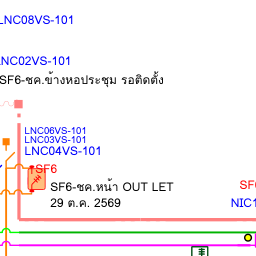 LNC08VS-101
LNC02VS-101
SF6-ชค.ข้างหอประชุม รอติดตั้ง
LNC06VS-101
LNC03VS-101
LNC04VS-101
SF6
SF6-ชค.หน้า OUT LET
29 ต.ค. 2569
SF
NIC1